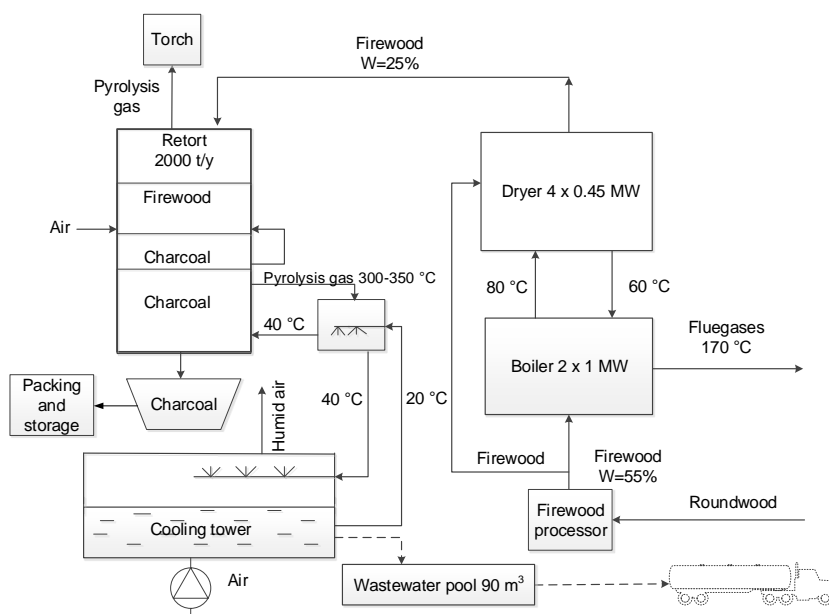 Torch
Pyrolysis
gas
Firewood
W=25%
Retort
2000 t/y
Firewood
Air
Charcoal
Charcoal
Dryer 4 x 0.45 MW
Pyrolysis gas 300-350 °C
80 °C
60 °C
40 °C
Fluegases
170 °C
Boiler 2 x 1 MW
Packing
and
storage
Charcoal
Humid air
40 °C
20 °C
Firewood
Firewood
W=55%
Roundwood
Firewood
processor
Cooling tower
Air
Wastewater pool 90 m³